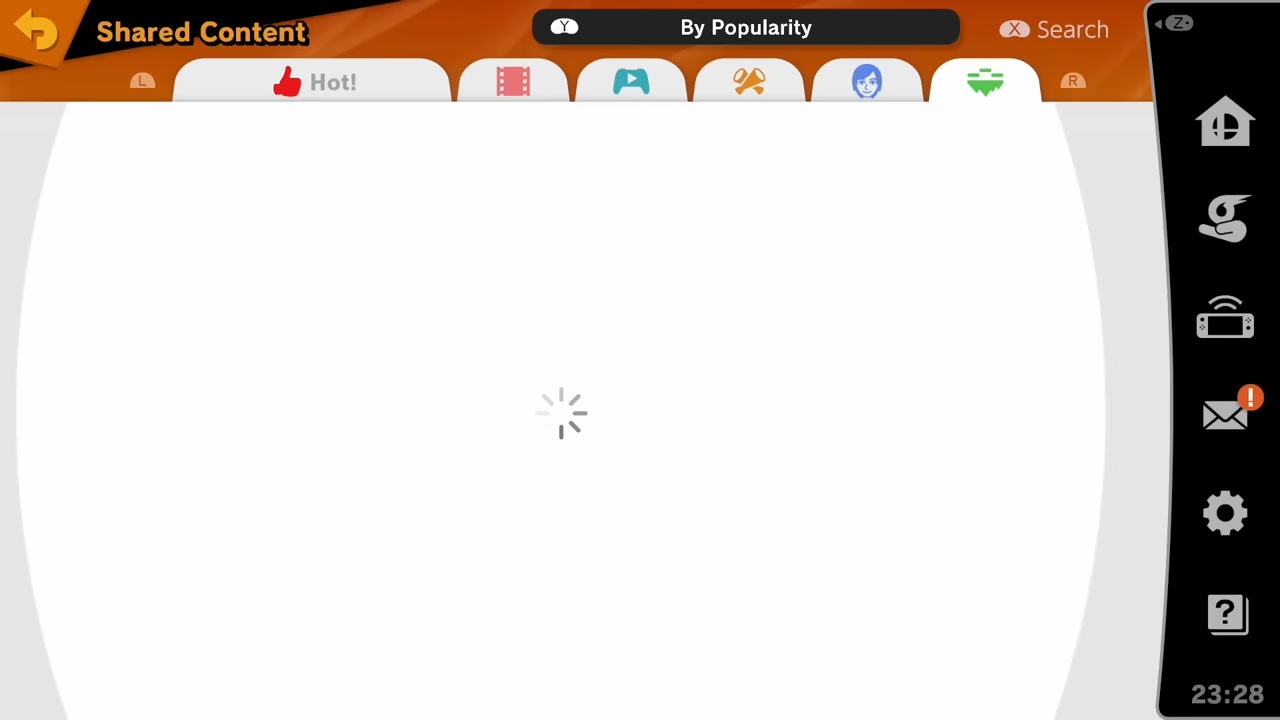 Shared Content
Y
By Popularity
X
Search
L
Hot!
R
Z
!
?
23:28